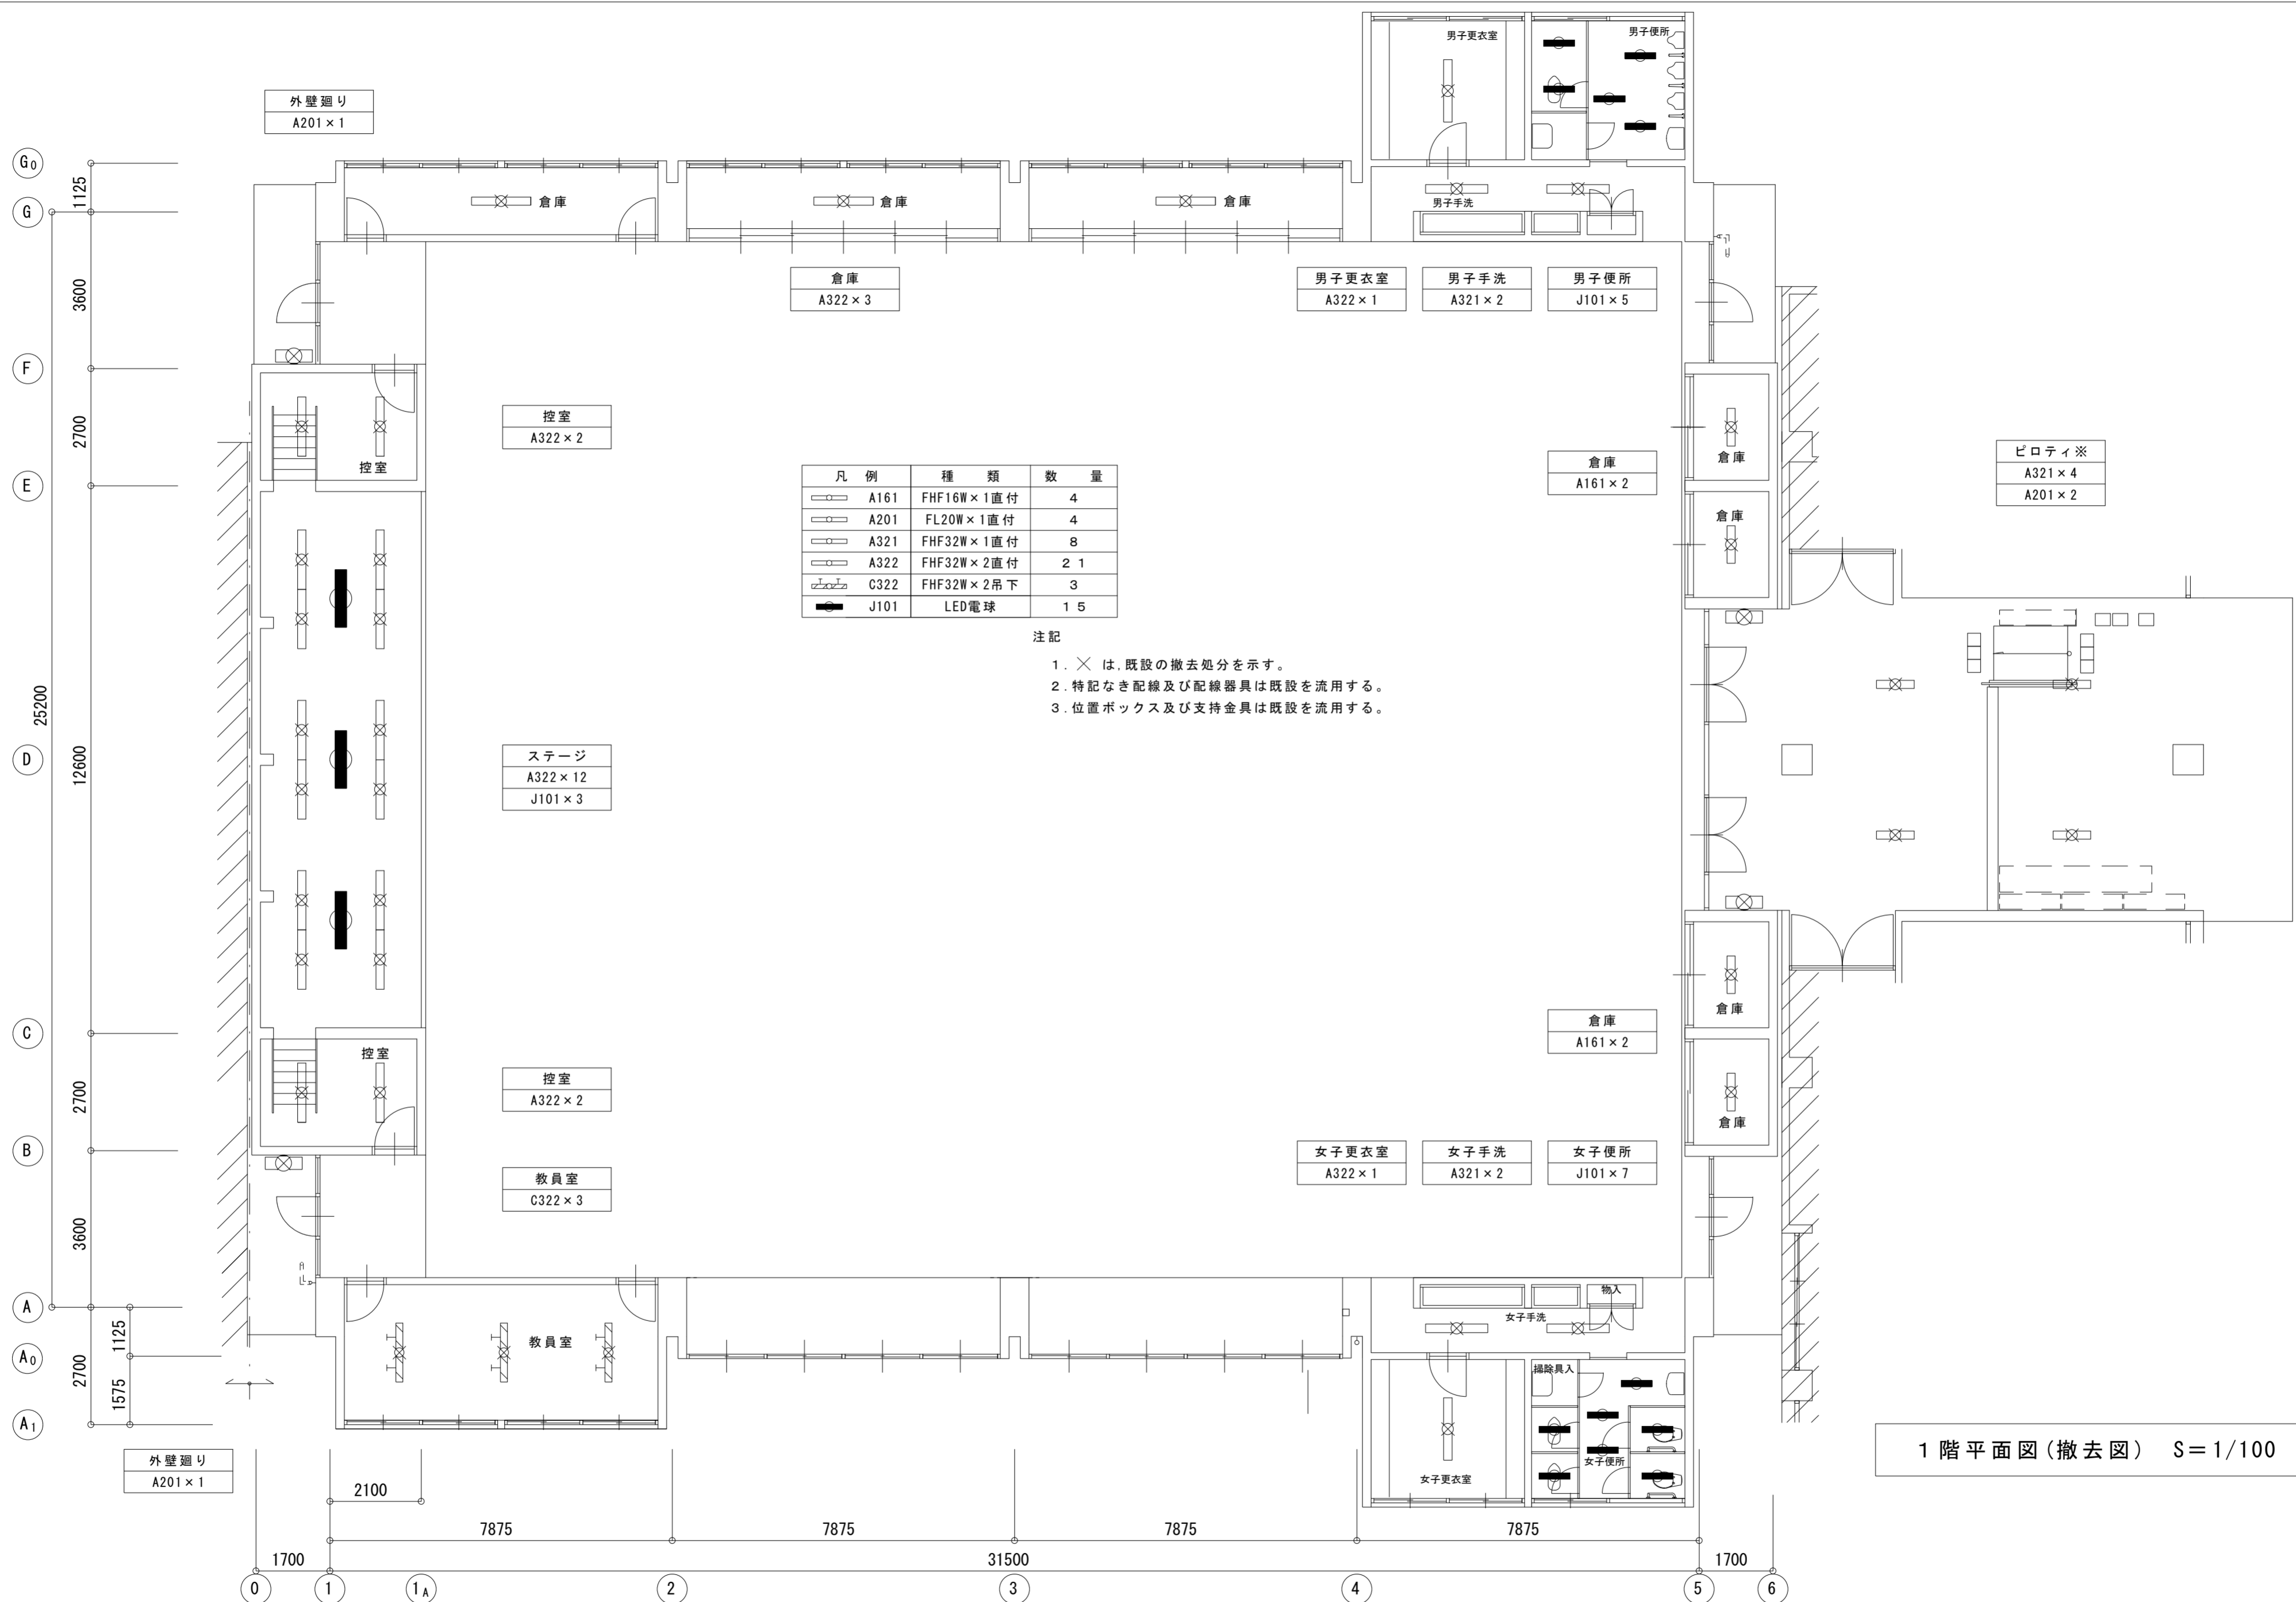 男子更衣室
男子便所
外壁廻り
A201×1
G0
1125
G
倉庫
倉庫
倉庫
男子手洗
3600
倉庫
A322×3
男子更衣室
A322×1
男子手洗
A321×2
男子便所
J101×5
F
2700
控室
A322×2
控室
倉庫
A161×2
倉庫
ピロティ※
A321×4
A201×2
E
倉庫
凡 例 種 類 数 量
A161 FHF16W×1直付 4
A201 FL20W×1直付 4
A321 FHF32W×1直付 8
A322 FHF32W×2直付 21
C322 FHF32W×2吊下 3
J101 LED電球 15
注記
1.× は,既設の撤去処分を示す。
2.特記なき配線及び配線器具は既設を流用する。
3.位置ボックス及び支持金具は既設を流用する。
25200
D
12600
ステージ
A322×12
J101×3
倉庫
倉庫
A161×2
C
控室
控室
A322×2
2700
倉庫
B
女子更衣室
A322×1
女子手洗
A321×2
女子便所
J101×7
教員室
C322×3
3600
A
物入
女子手洗
1125
教員室
A0
2700
掃除具入
1575
A1
女子便所
女子更衣室
1階平面図(撤去図) S=1/100
外壁廻り
A201×1
2100
7875
7875
7875
7875
1700
31500
1700
0
1
1A
2
3
4
5
6